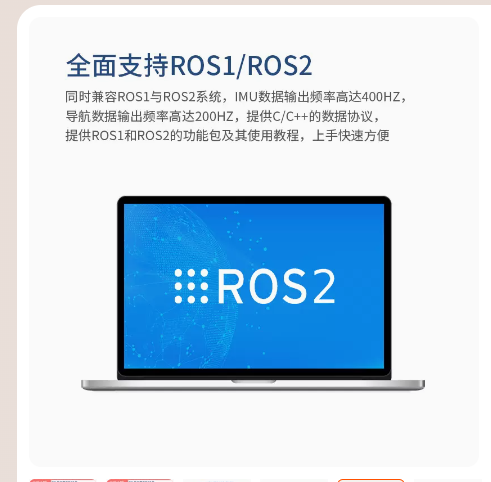 全面支持ROS1/ROS2
同时兼容ROS1与ROS2系统，IMU数据输出频率高达400HZ，
导航数据输出频率高达200HZ，提供C/C++的数据协议，
提供ROS1和ROS2的功能包及其使用教程，上手快速方便
ROS2